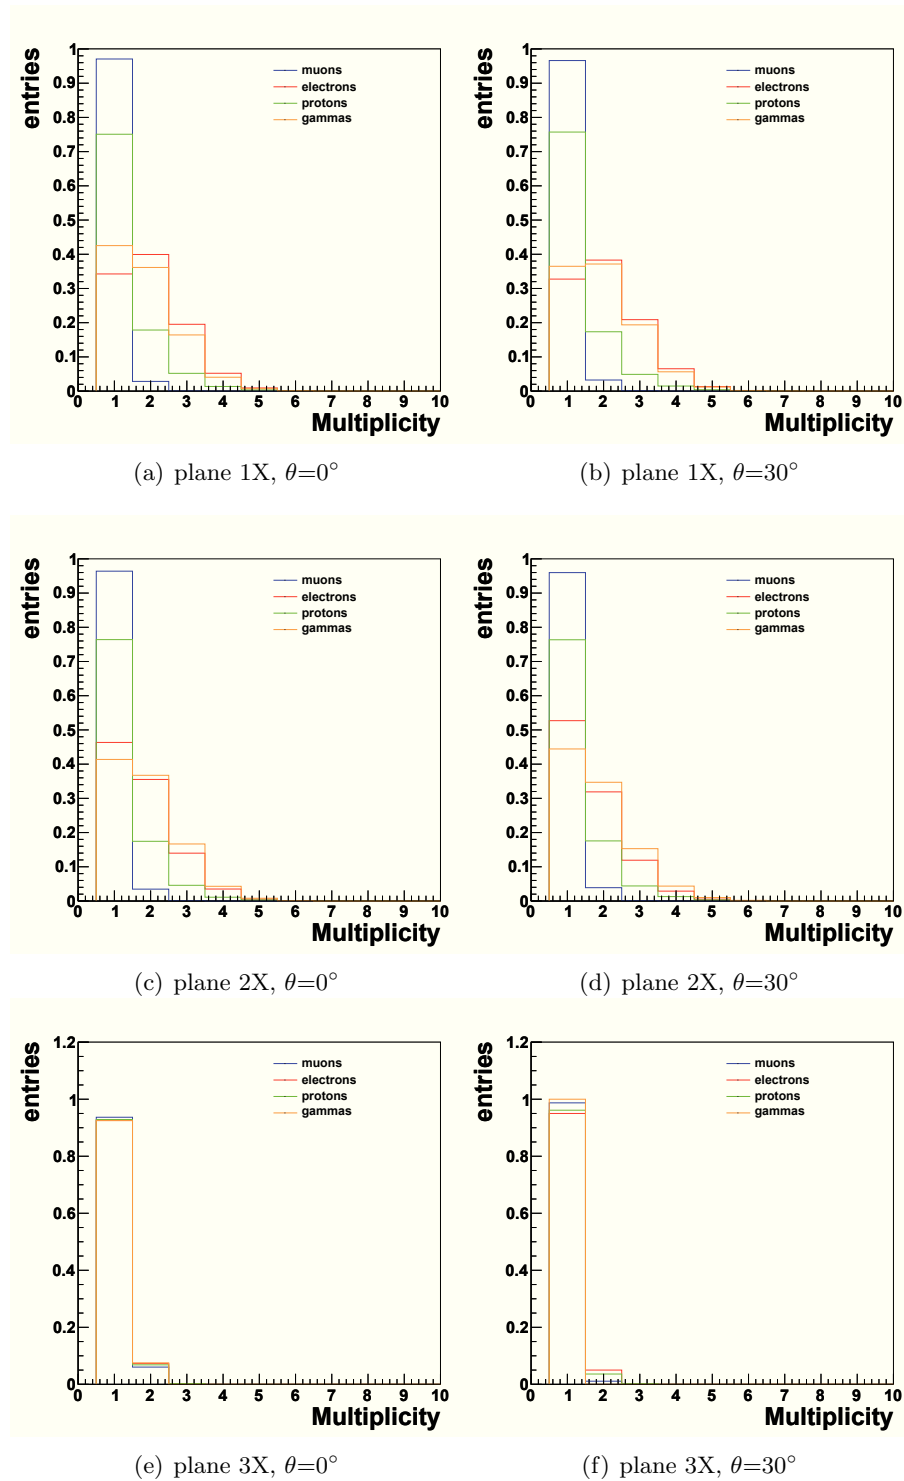 entries
1
0.9
0.8
0.7
0.6
0.5
0.4
0.3
0.2
0.1
0
muons
electrons
protons
gammas
0 1 2 3 4 5 6 7 8 9 10
Multiplicity
(a) plane 1X, θ=0°
entries
1
0.9
0.8
0.7
0.6
0.5
0.4
0.3
0.2
0.1
0
muons
electrons
protons
gammas
0 1 2 3 4 5 6 7 8 9 10
Multiplicity
(b) plane 1X, θ=30°
entries
1
0.9
0.8
0.7
0.6
0.5
0.4
0.3
0.2
0.1
0
muons
electrons
protons
gammas
0 1 2 3 4 5 6 7 8 9 10
Multiplicity
(c) plane 2X, θ=0°
entries
1
0.9
0.8
0.7
0.6
0.5
0.4
0.3
0.2
0.1
0
muons
electrons
protons
gammas
0 1 2 3 4 5 6 7 8 9 10
Multiplicity
(d) plane 2X, θ=30°
entries
1.2
1
0.8
0.6
0.4
0.2
0
muons
electrons
protons
gammas
0 1 2 3 4 5 6 7 8 9 10
Multiplicity
(e) plane 3X, θ=0°
entries
1.2
1
0.8
0.6
0.4
0.2
0
muons
electrons
protons
gammas
0 1 2 3 4 5 6 7 8 9 10
Multiplicity
(f) plane 3X, θ=30°